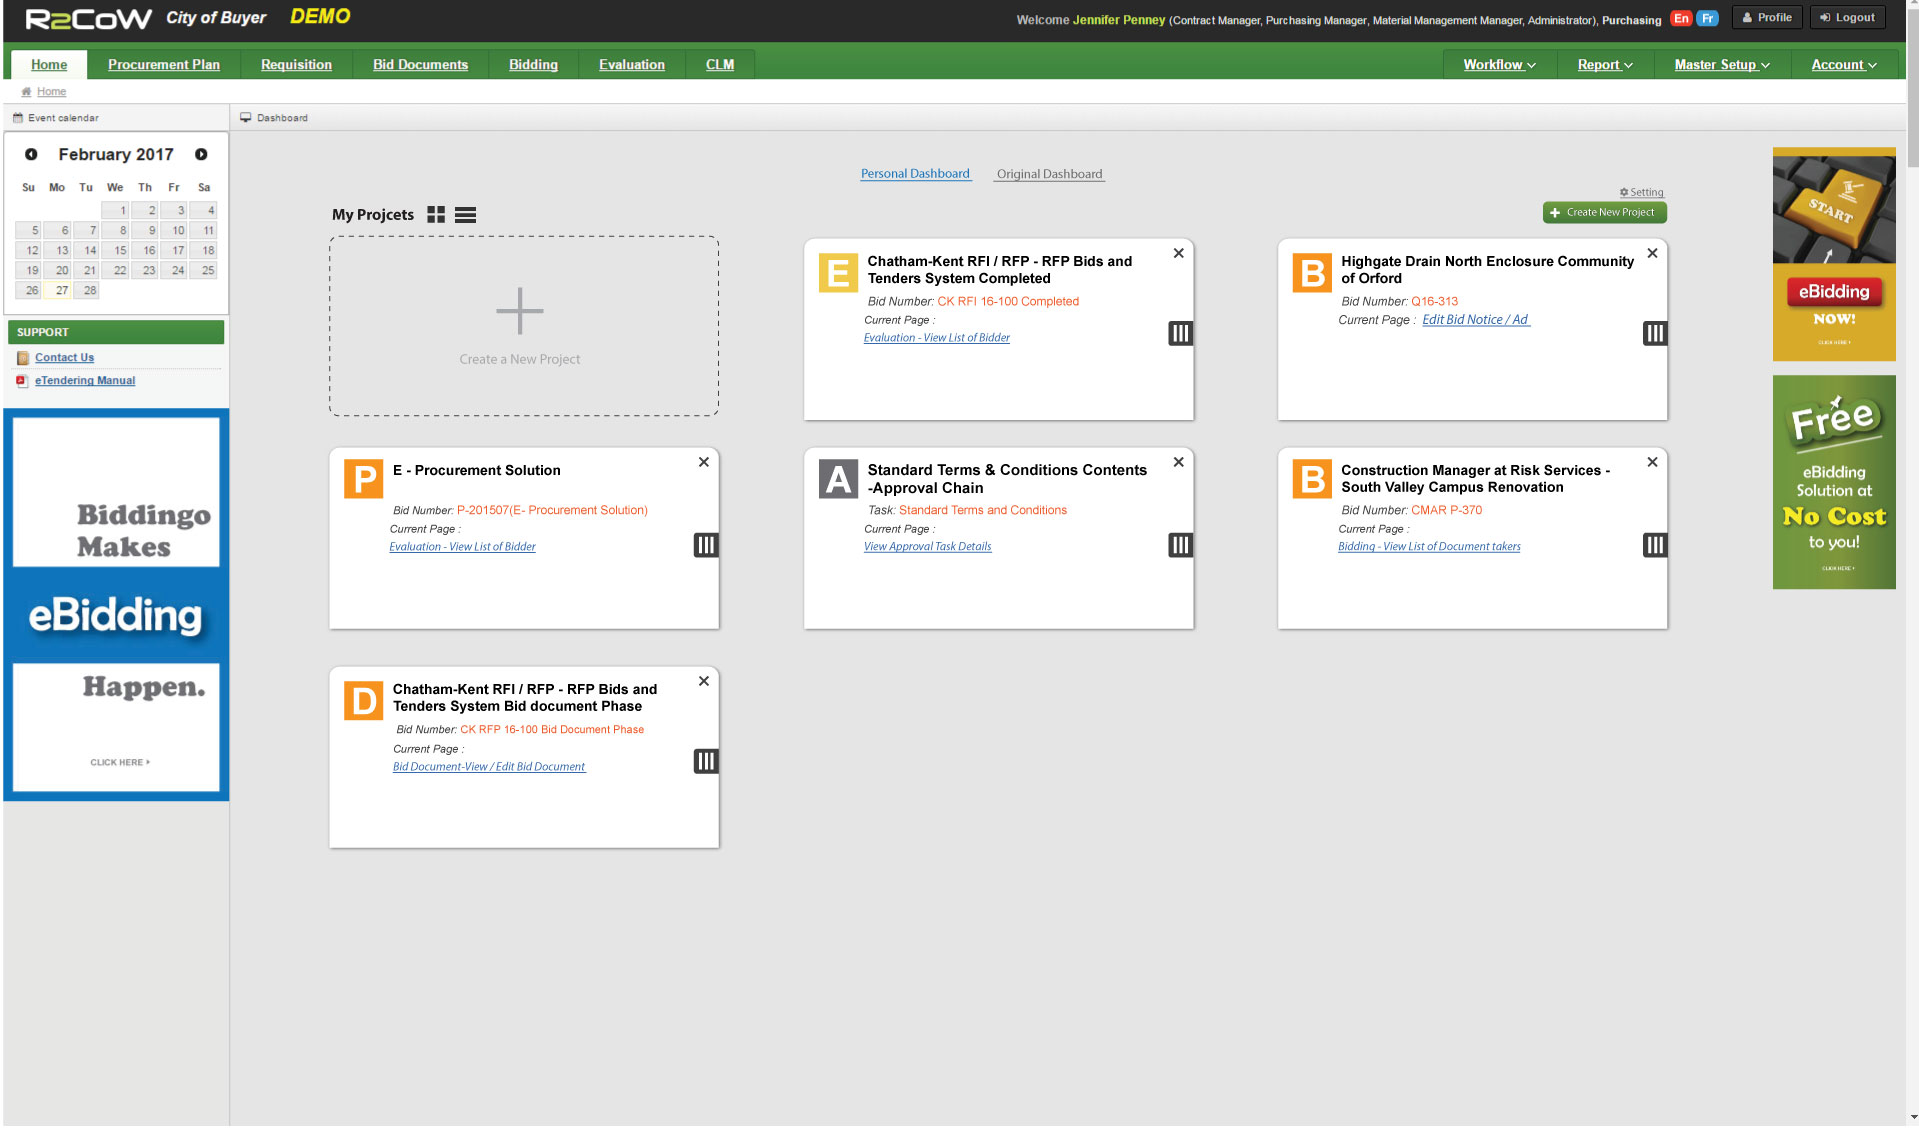 R2CoW City of Buyer DEMO
Welcome Jennifer Penney (Contract Manager, Purchasing Manager, Material Management Manager, Administrator), Purchasing En Fr Profile Logout
Home Procurement Plan Requisition Bid Documents Bidding Evaluation CLM Workflow Report Master Setup Account
Home
Event calendar
Dashboard
February 2017
Su Mo Tu We Th Fr Sa
1 2 3 4
5 6 7 8 9 10 11
12 13 14 15 16 17 18
19 20 21 22 23 24 25
26 27 28
SUPPORT
Contact Us
eTendering Manual
Biddingo
Makes
eBidding
Happen.
CLICK HERE
Personal Dashboard Original Dashboard
Setting
My Projcets
Create New Project
Create a New Project
E
Chatham-Kent RFI / RFP - RFP Bids and
Tenders System Completed
Bid Number: CK RFI 16-100 Completed
Current Page :
Evaluation - View List of Bidder
B
Highgate Drain North Enclosure Community
of Orford
Bid Number: Q16-313
Current Page : Edit Bid Notice / Ad
P
E - Procurement Solution
Bid Number: P-201507(E- Procurement Solution)
Current Page :
Evaluation - View List of Bidder
A
Standard Terms & Conditions Contents
-Approval Chain
Task: Standard Terms and Conditions
Current Page :
View Approval Task Details
B
Construction Manager at Risk Services -
South Valley Campus Renovation
Bid Number: CMAR P-370
Current Page :
Bidding - View List of Document takers
D
Chatham-Kent RFI / RFP - RFP Bids and
Tenders System Bid document Phase
Bid Number: CK RFP 16-100 Bid Document Phase
Current Page :
Bid Document-View / Edit Bid Document
START
eBidding
NOW!
CLICK HERE
Free
eBidding
Solution at
No Cost
to you!
CLICK HERE